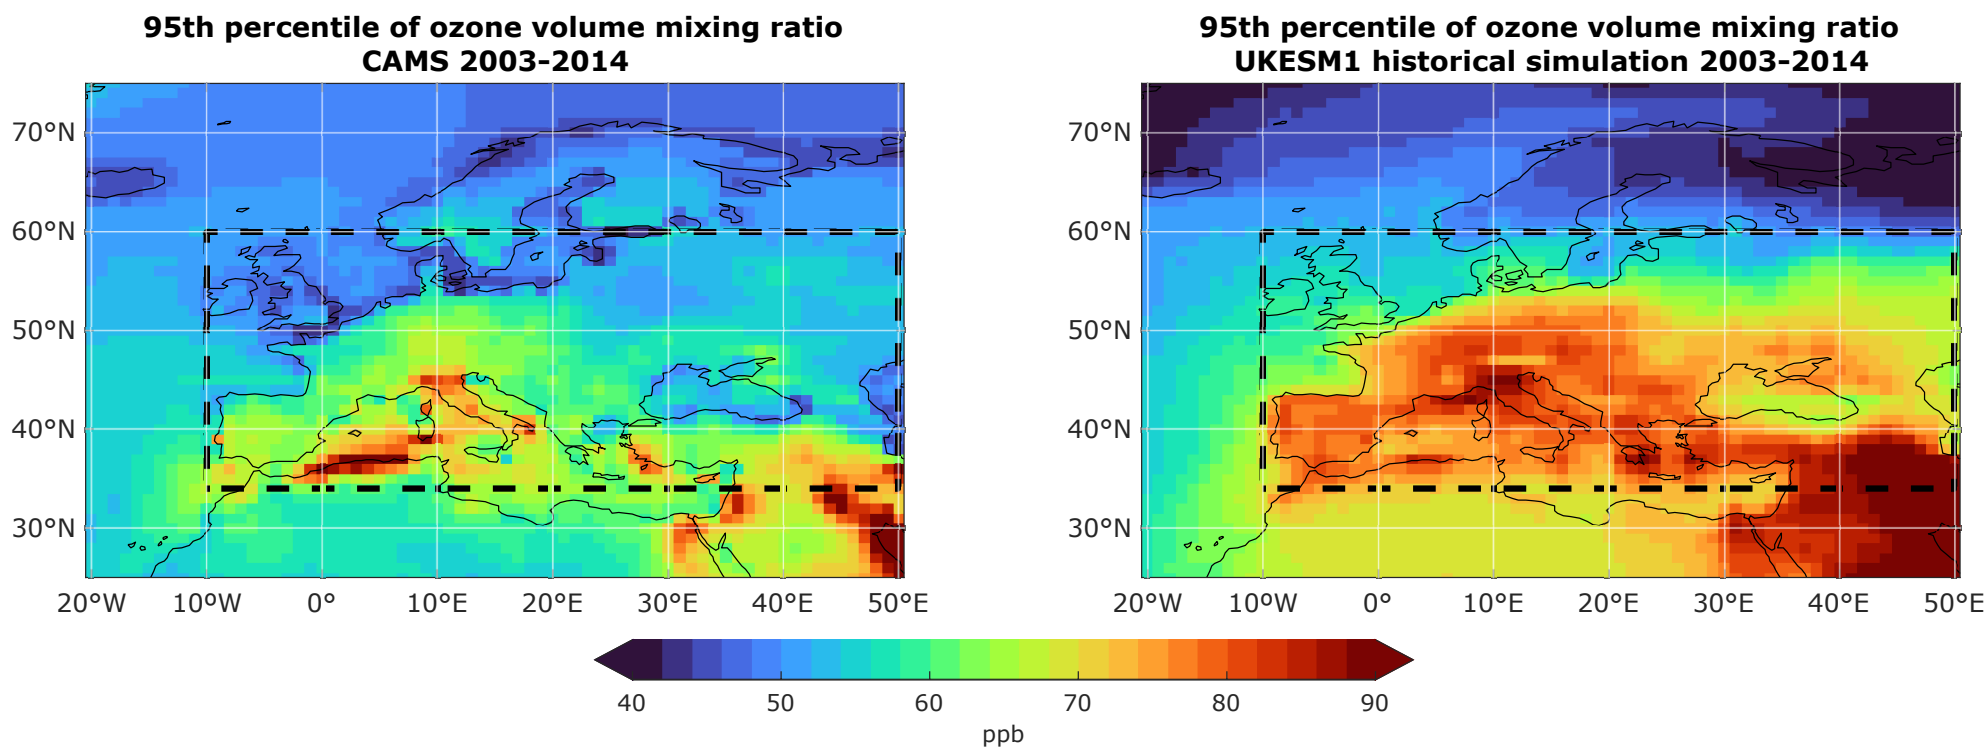 95th percentile of ozone volume mixing ratio
CAMS 2003-2014
70°N
60°N
50°N
40°N
30°N
20°W 10°W 0° 10°E 20°E 30°E 40°E 50°E
95th percentile of ozone volume mixing ratio
UKESM1 historical simulation 2003-2014
70°N
60°N
50°N
40°N
30°N
20°W 10°W 0° 10°E 20°E 30°E 40°E 50°E
40 50 60 70 80 90
ppb